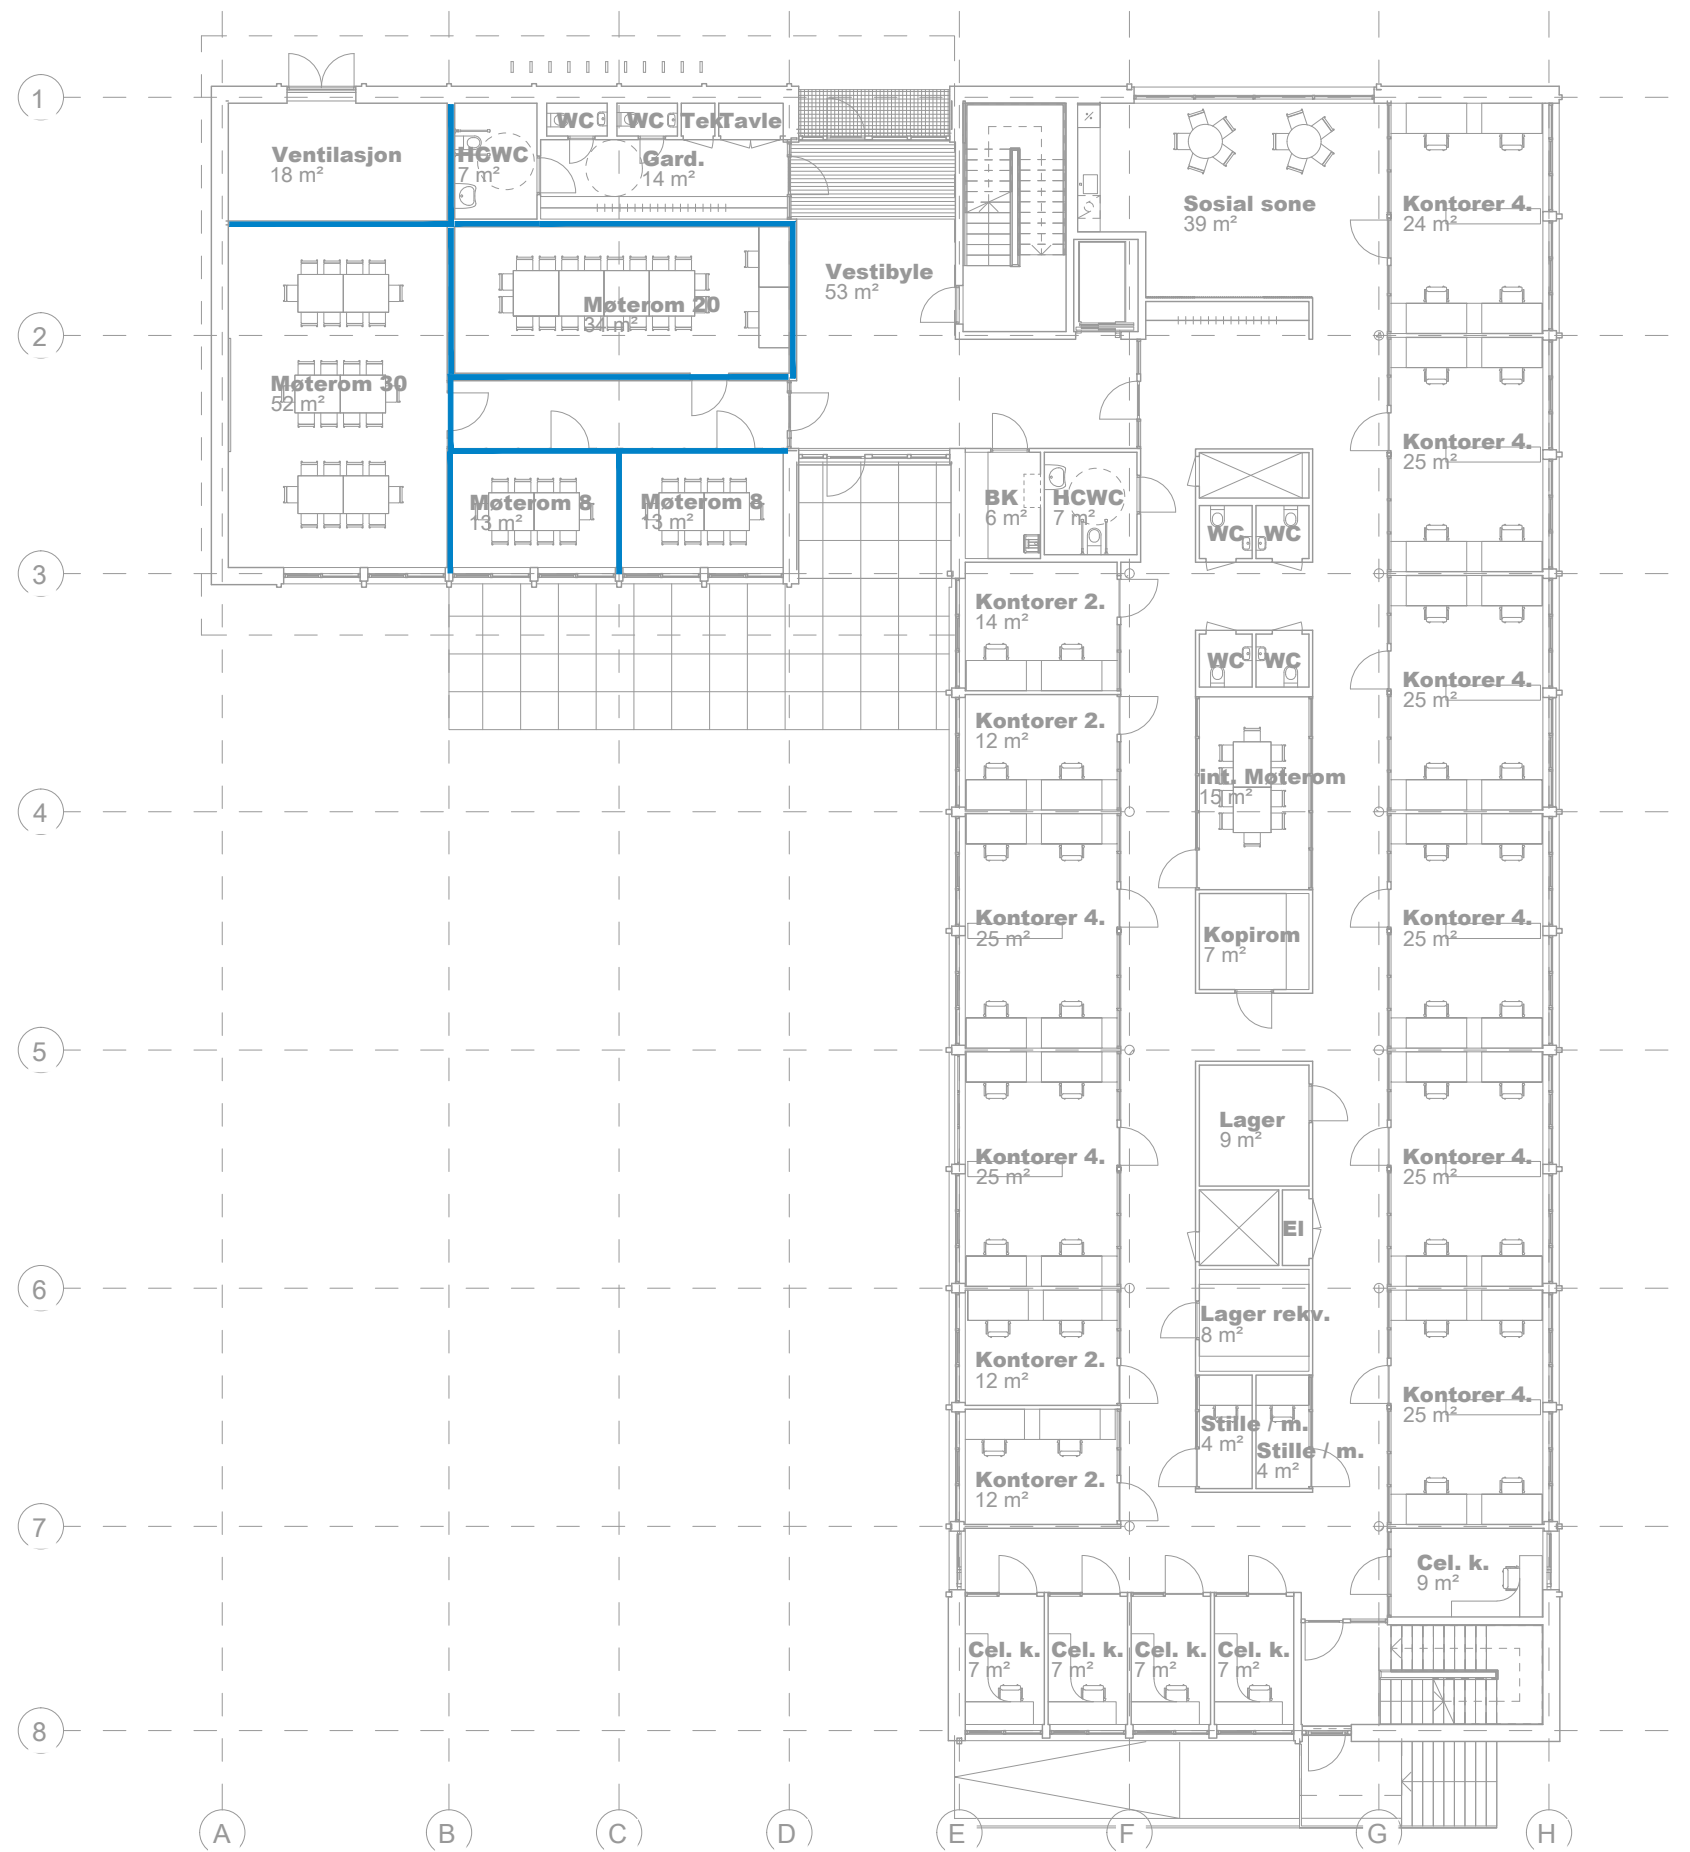 1
WC
WC
Tek
Tavle
Ventilasjon
18 m²
HCWC
7 m²
Gard.
14 m²
Sosial sone
39 m²
Kontorer 4.
24 m²
Vestibyle
53 m²
Møterom 20
34 m²
2
Møterom 30
52 m²
Kontorer 4.
25 m²
Møterom 8
13 m²
Møterom 8
13 m²
BK
6 m²
HCWC
7 m²
WC
WC
3
Kontorer 2.
14 m²
WC
WC
Kontorer 4.
25 m²
Kontorer 2.
12 m²
int. Møterom
15 m²
4
Kontorer 4.
25 m²
Kopirom
7 m²
Kontorer 4.
25 m²
5
Lager
9 m²
Kontorer 4.
25 m²
Kontorer 4.
25 m²
El
6
Lager rekv.
8 m²
Kontorer 2.
12 m²
Kontorer 4.
25 m²
Stille / m.
4 m²
Stille / m.
4 m²
Kontorer 2.
12 m²
7
Cel. k.
9 m²
Cel. k.
7 m²
Cel. k.
7 m²
Cel. k.
7 m²
Cel. k.
7 m²
8
A
B
C
D
E
F
G
H